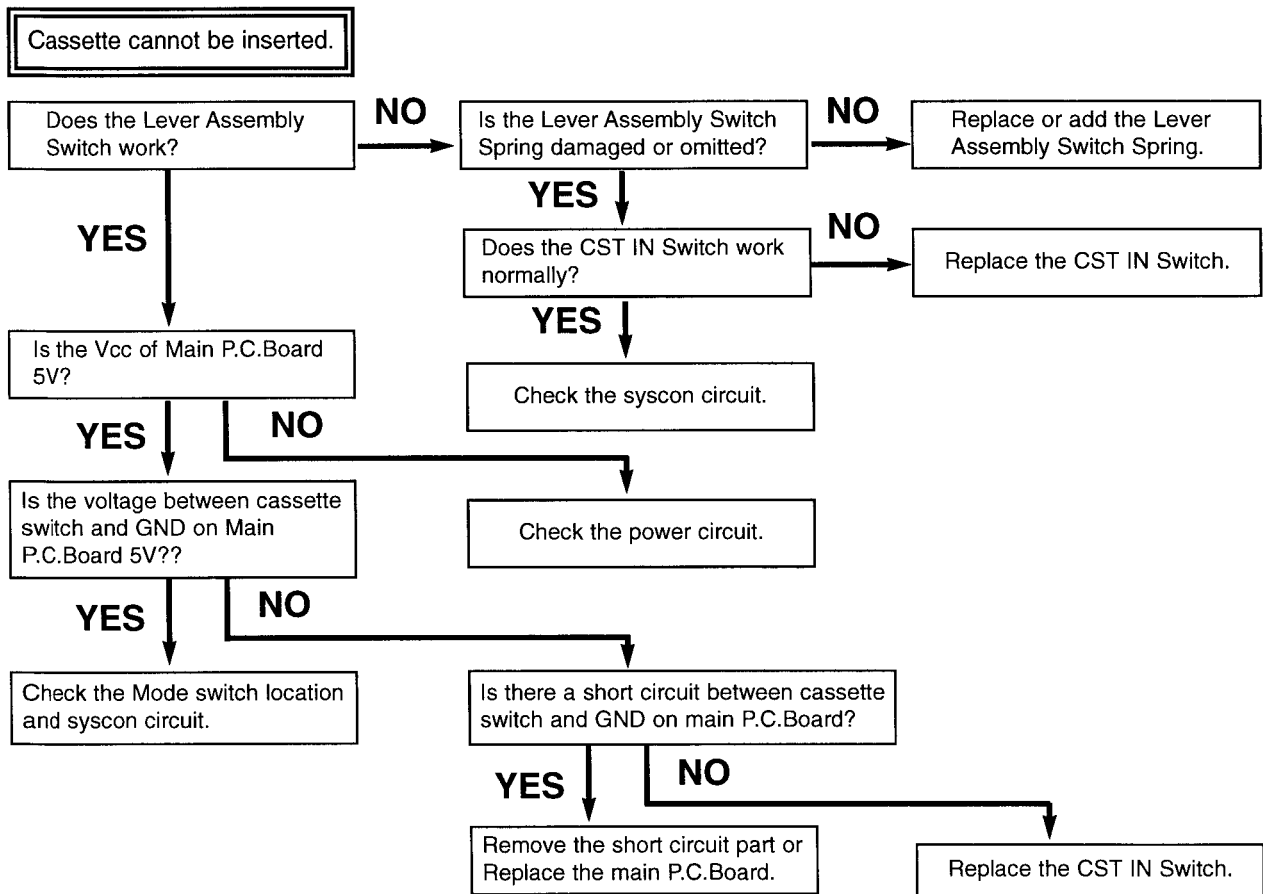 Cassette cannot be inserted.
Does the Lever Assembly
Switch work?
NO
Is the Lever Assembly Switch
Spring damaged or omitted?
NO
Replace or add the Lever
Assembly Switch Spring.
YES
YES
Does the CST IN Switch work
normally?
NO
Replace the CST IN Switch.
YES
Is the Vcc of Main P.C.Board
5V?
Check the syscon circuit.
YES
NO
Is the voltage between cassette
switch and GND on Main
P.C.Board 5V??
Check the power circuit.
YES
NO
Check the Mode switch location
and syscon circuit.
Is there a short circuit between cassette
switch and GND on main P.C.Board?
YES
NO
Remove the short circuit part or
Replace the main P.C.Board.
Replace the CST IN Switch.